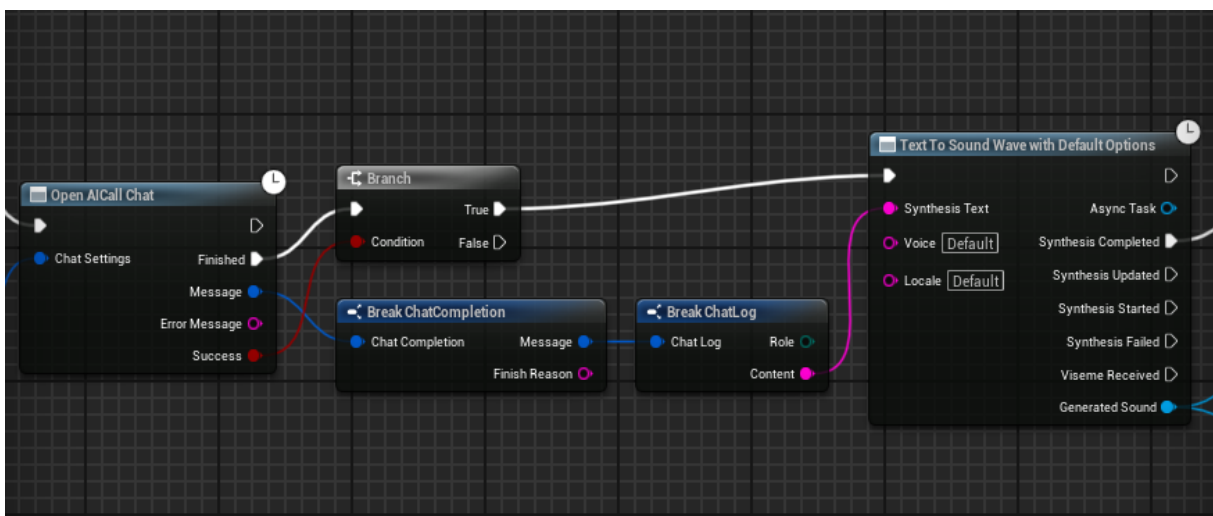 Open AICall Chat
Chat Settings
Finished
Message
Error Message
Success
Branch
True
Condition
False
Break ChatCompletion
Chat Completion
Message
Finish Reason
Break ChatLog
Chat Log
Role
Content
Text To Sound Wave with Default Options
Synthesis Text
Async Task
Voice Default
Synthesis Completed
Locale Default
Synthesis Updated
Synthesis Started
Synthesis Failed
Viseme Received
Generated Sound